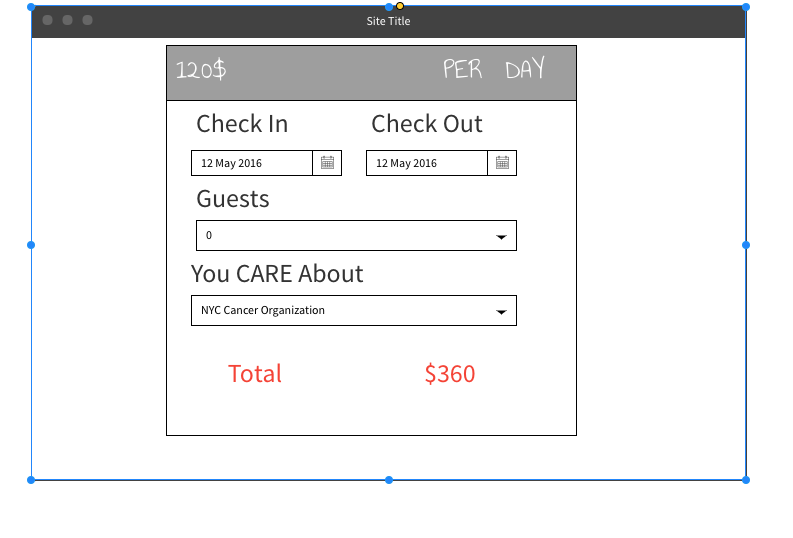 Site Title
120$ PER DAY
Check In Check Out
12 May 2016 12 May 2016
Guests
0
You CARE About
NYC Cancer Organization
Total $360